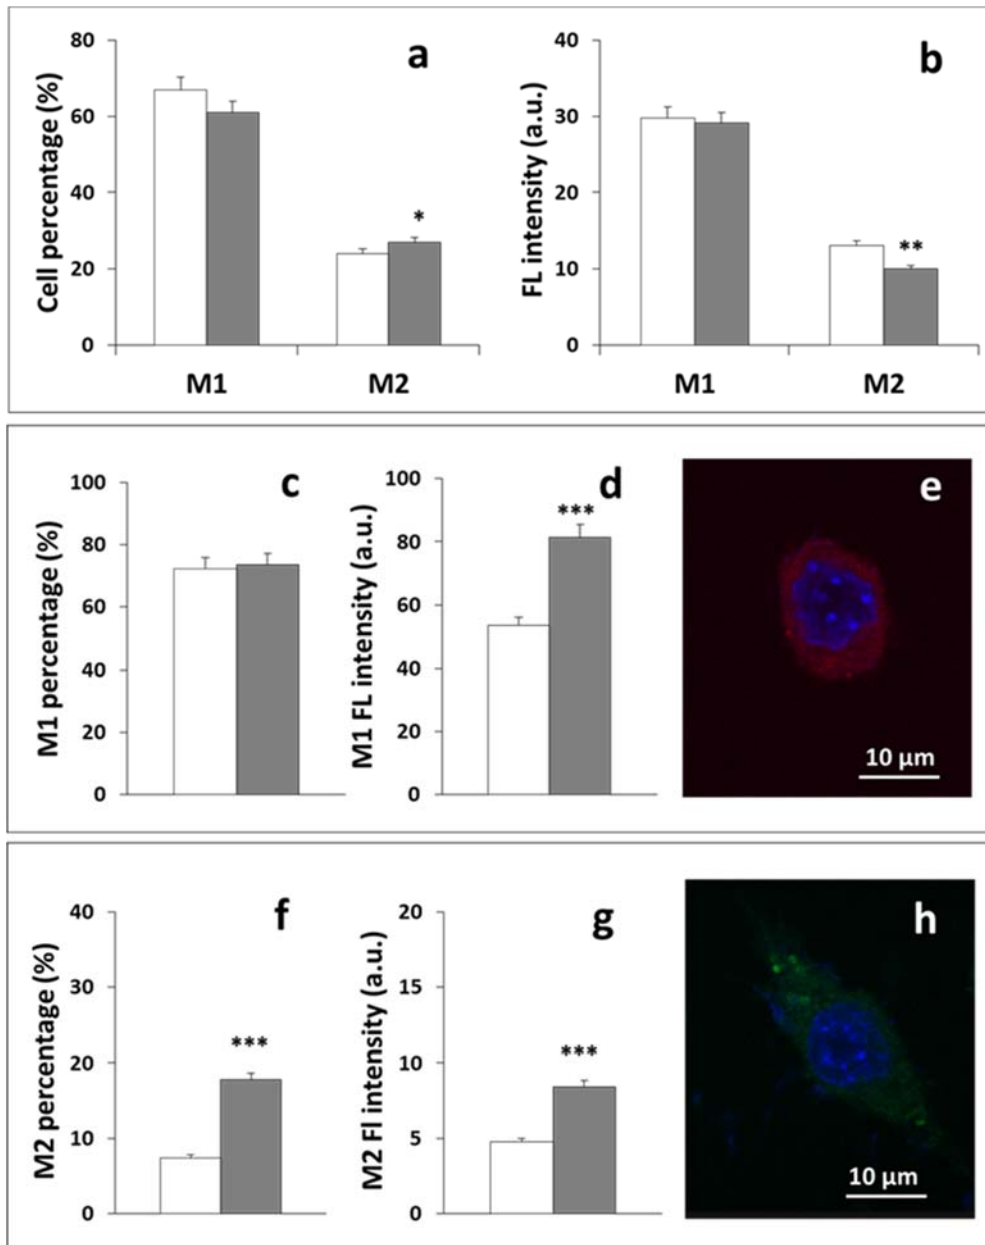 a
Cell percentage (%)
80
60
40
20
0
*
M1 M2
b
FL intensity (a.u.)
40
30
20
10
0
**
M1 M2
c
M1 percentage (%)
100
80
60
40
20
0
d
M1 FL intensity (a.u.)
100
80
60
40
20
0
***
e
10 µm
f
M2 percentage (%)
40
30
20
10
0
***
g
M2 Fl intensity (a.u.)
20
15
10
5
0
***
h
10 µm